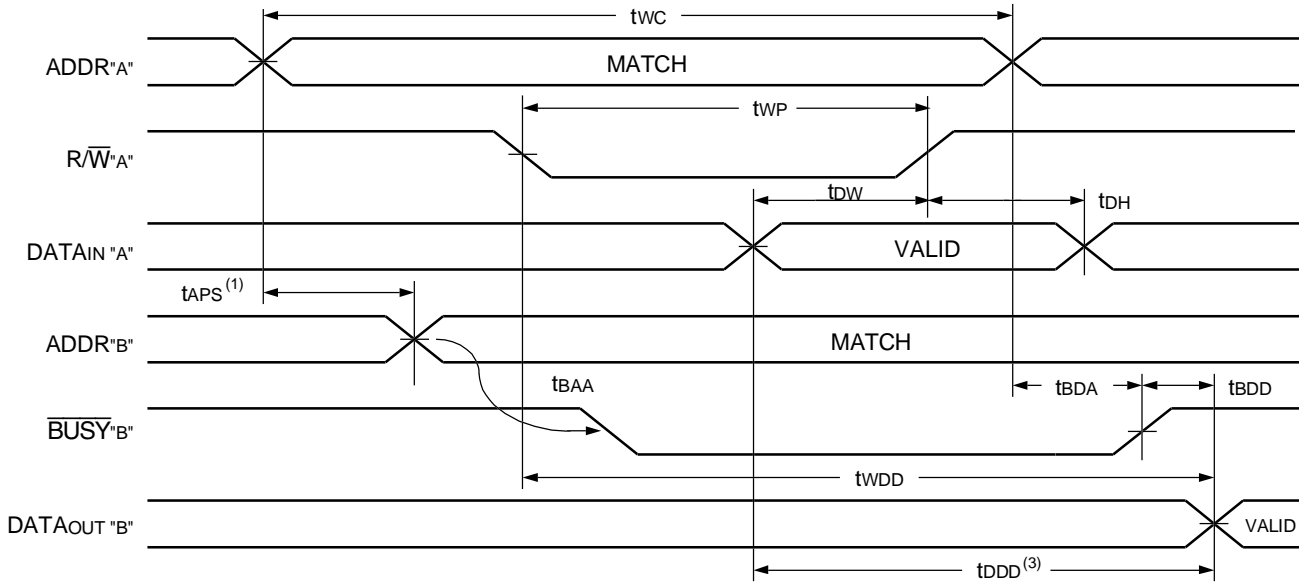 tWC
ADDR"A" MATCH
tWP
R/W̅"A"
tDW tDH
DATAIN "A" VALID
tAPS (1)
ADDR"B" MATCH
tBAA tBDA tBDD
B̅U̅S̅Y̅"B"
tWDD
DATAOUT "B" VALID
tDDD (3)